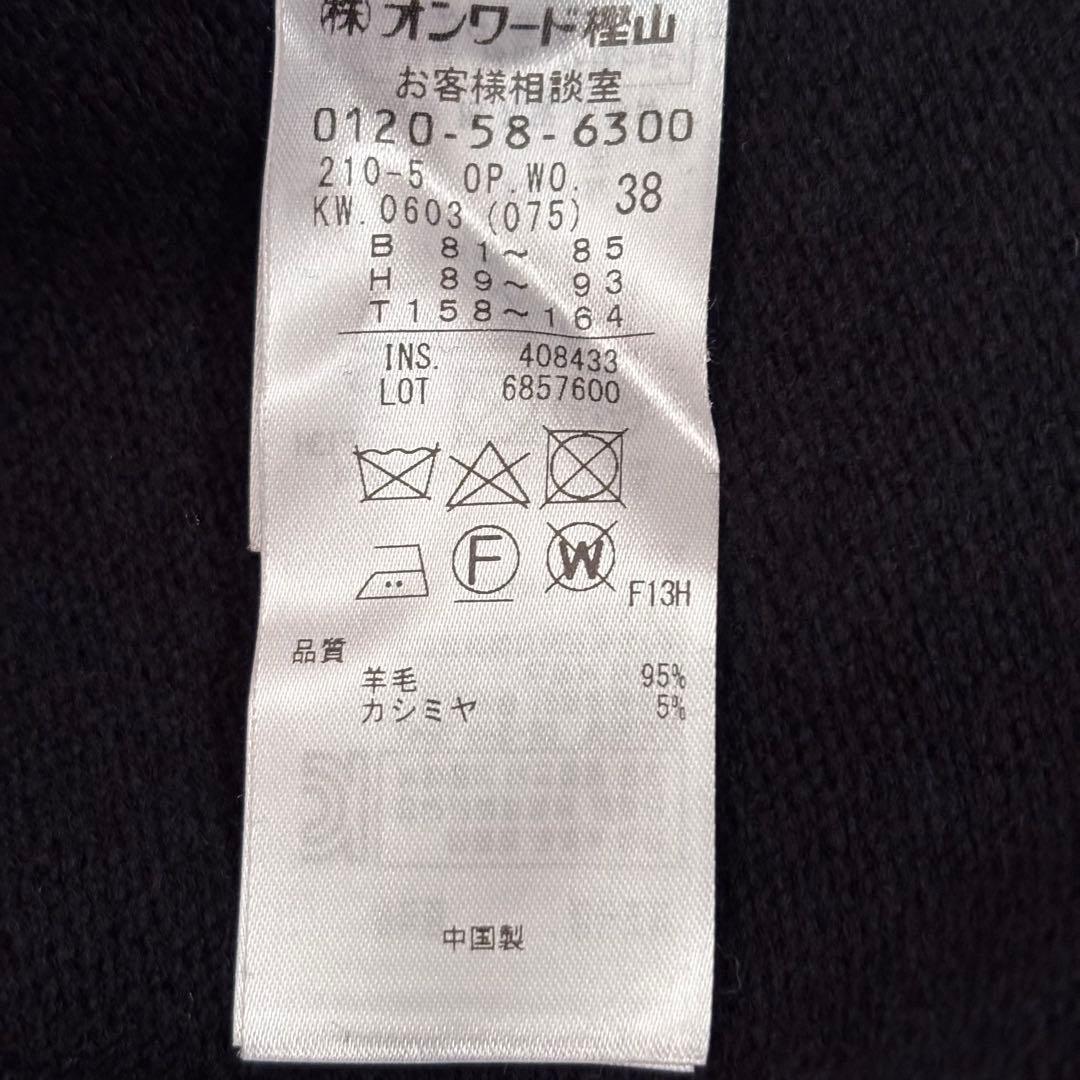 ㈱オンワード樫山
お客様相談室
0120-58-6300
210-5 OP.WO. 38
KW.0603(075)
B 81～ 85
H 89～ 93
T158～164
INS. 408433
LOT 6857600
F W F13H
品質
羊毛 95%
カシミヤ 5%
中国製